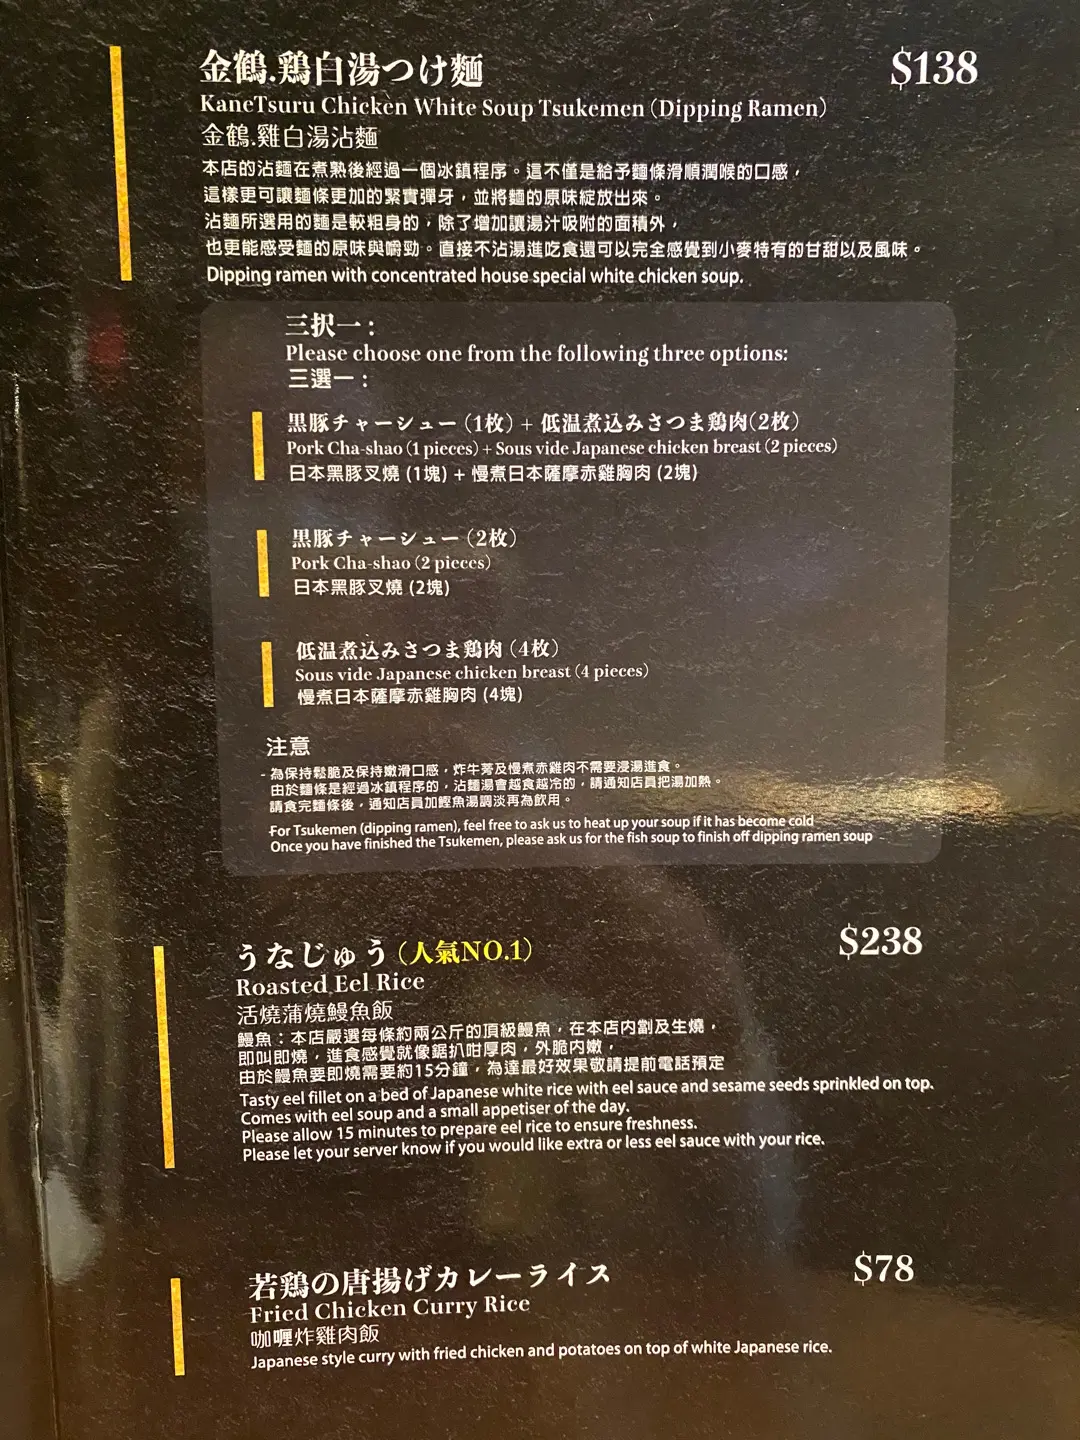 金鶴.鶏白湯つけ麵 $138
KaneTsuru Chicken White Soup Tsukemen (Dipping Ramen)
金鶴.雞白湯沾麵
本店的沾麵在煮熟後經過一個冰鎮程序。這不僅是給予麵條滑順潤喉的口感，
這樣更可讓麵條更加的緊實彈牙，並將麵的原味綻放出來。
沾麵所選用的麵是較粗身的，除了增加讓湯汁吸附的面積外，
也更能感受麵的原味與嚼勁。直接不沾湯進吃食還可以完全感覺到小麥特有的甘甜以及風味。
Dipping ramen with concentrated house special white chicken soup.
三択一：
Please choose one from the following three options:
三選一：
黒豚チャーシュー（1枚）+ 低温煮込みさつま鶏肉（2枚）
Pork Cha-shao (1 pieces) + Sous vide Japanese chicken breast (2 pieces)
日本黑豚叉燒 (1塊) + 慢煮日本薩摩赤雞胸肉 (2塊)
黒豚チャーシュー（2枚）
Pork Cha-shao (2 pieces)
日本黑豚叉燒 (2塊)
低温煮込みさつま鶏肉（4枚）
Sous vide Japanese chicken breast (4 pieces)
慢煮日本薩摩赤雞胸肉 (4塊)
注意
- 為保持鬆脆及保持嫩滑口感，炸牛蒡及慢煮赤雞肉不需要浸湯進食。
由於麵條是經過冰鎮程序的，沾麵湯會越食越冷的，請通知店員把湯加熱。
請食完麵條後，通知店員加鰹魚湯調淡再為飲用。
-For Tsukemen (dipping ramen), feel free to ask us to heat up your soup if it has become cold
Once you have finished the Tsukemen, please ask us for the fish soup to finish off dipping ramen soup
うなじゅう（人氣NO.1） $238
Roasted Eel Rice
活燒蒲燒鰻魚飯
鰻魚：本店嚴選每條約兩公斤的頂級鰻魚，在本店内劏及生燒，
即叫即燒，進食感覺就像鋸扒咁厚肉，外脆内嫩，
由於鰻魚要即燒需要約15分鐘，為達最好效果敬請提前電話預定
Tasty eel fillet on a bed of Japanese white rice with eel sauce and sesame seeds sprinkled on top.
Comes with eel soup and a small appetiser of the day.
Please allow 15 minutes to prepare eel rice to ensure freshness.
Please let your server know if you would like extra or less eel sauce with your rice.
若鶏の唐揚げカレーライス $78
Fried Chicken Curry Rice
咖喱炸雞肉飯
Japanese style curry with fried chicken and potatoes on top of white Japanese rice.